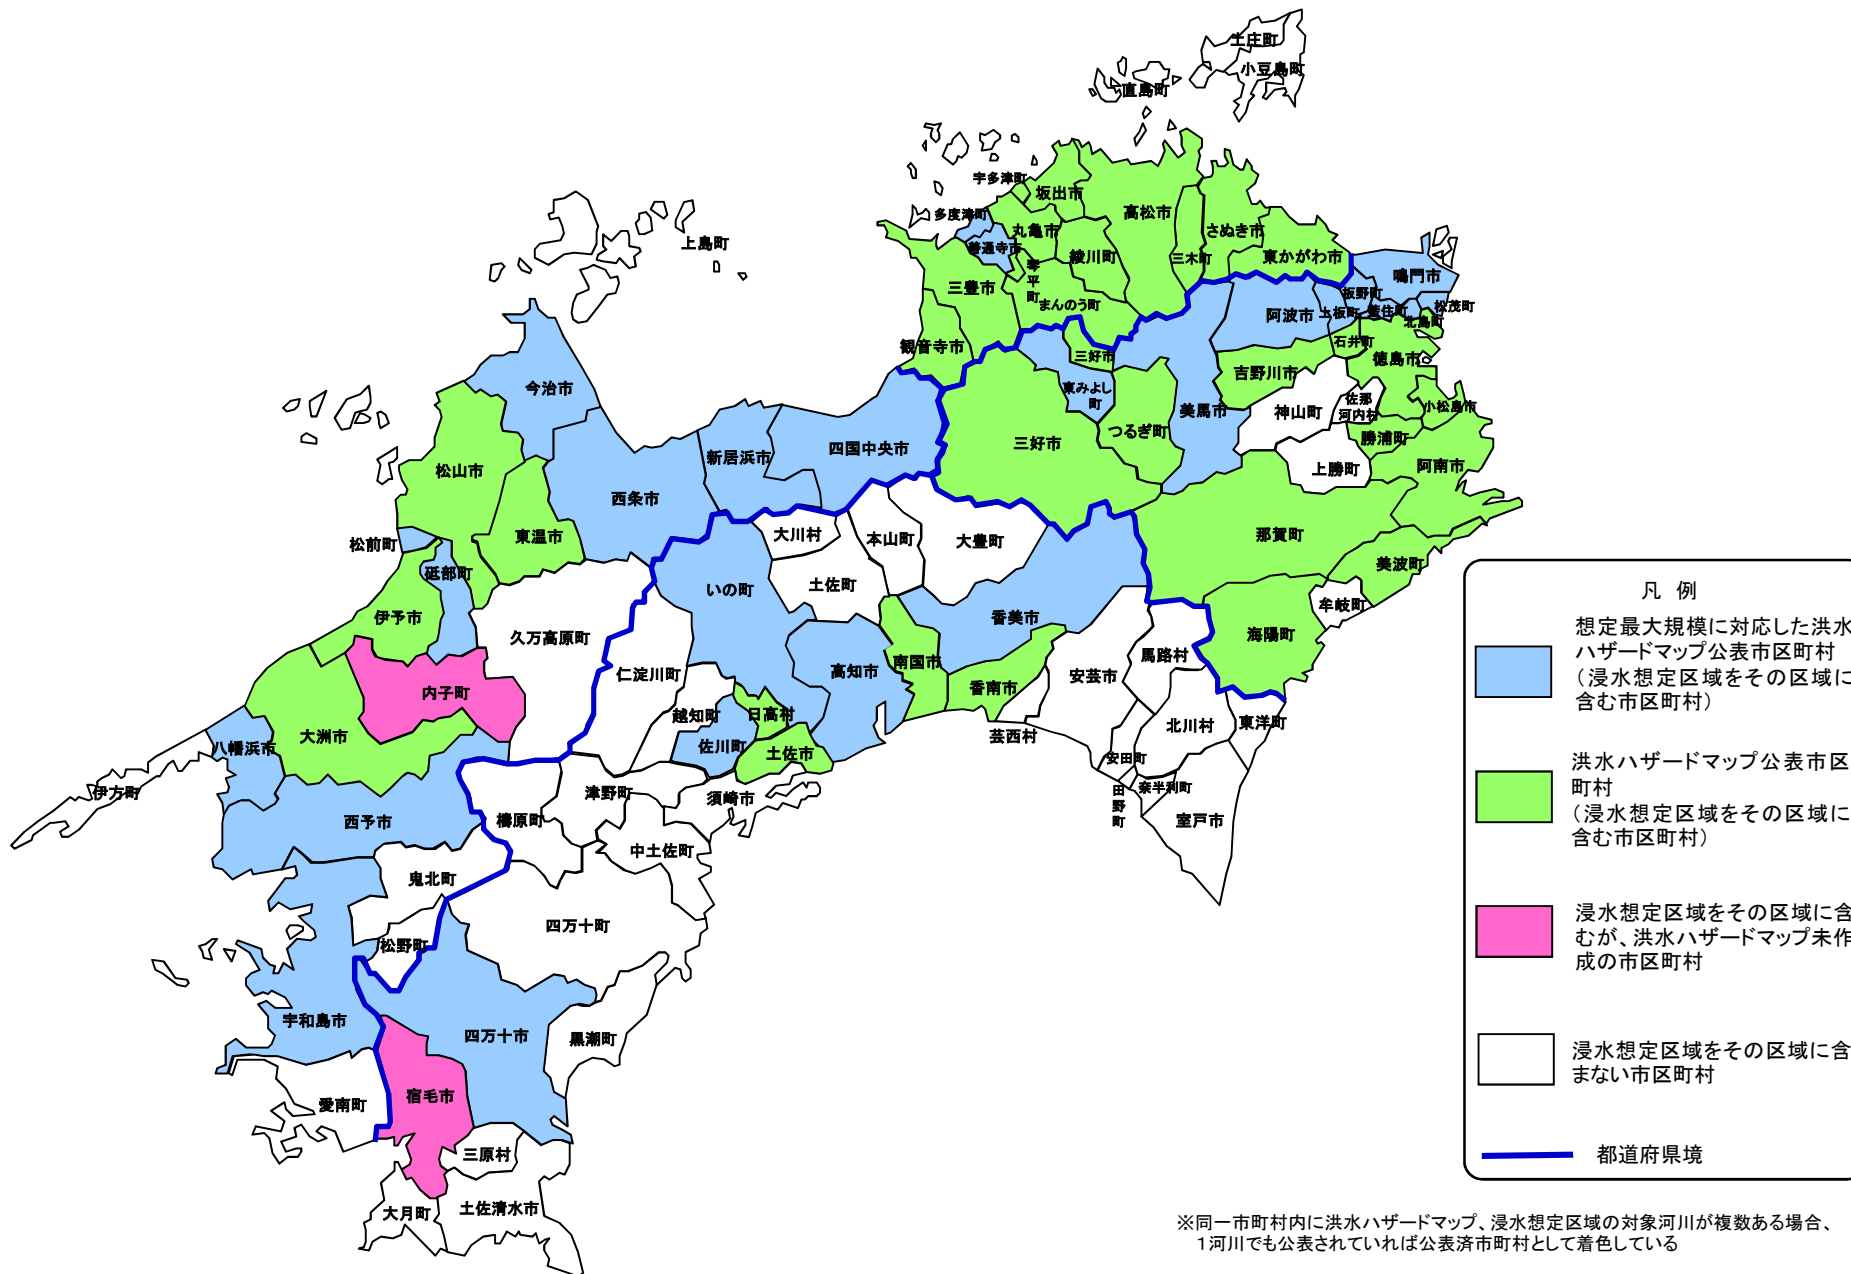 土庄町
小豆島町
直島町
宇多津町
坂出市
高松市
多度津町
丸亀市
さぬき市
善通寺市
綾川町
三木町
東かがわ市
琴平町
三豊市
まんのう町
観音寺市
鳴門市
板野町
松茂町
阿波市
上板町
藍住町
北島町
石井町
徳島市
三好市
吉野川市
東みよし
町
美馬市
神山町
佐那
河内村
小松島市
つるぎ町
勝浦町
三好市
上勝町
阿南市
那賀町
美波町
牟岐町
海陽町
上島町
今治市
新居浜市
四国中央市
松山市
西条市
東温市
松前町
砥部町
伊予市
久万高原町
内子町
大洲市
八幡浜市
伊方町
西予市
鬼北町
松野町
宇和島市
愛南町
大川村
本山町
大豊町
いの町
土佐町
香美市
仁淀川町
高知市
南国市
香南市
安芸市
馬路村
越知町
日高村
佐川町
土佐市
芸西村
北川村
東洋町
安田町
田野町
奈半利町
室戸市
津野町
須崎市
檮原町
中土佐町
四万十町
四万十市
黒潮町
宿毛市
三原村
大月町
土佐清水市
凡 例
想定最大規模に対応した洪水
ハザードマップ公表市区町村
（浸水想定区域をその区域に
含む市区町村）
洪水ハザードマップ公表市区
町村
（浸水想定区域をその区域に
含む市区町村）
浸水想定区域をその区域に含
むが、洪水ハザードマップ未作
成の市区町村
浸水想定区域をその区域に含
まない市区町村
都道府県境
※同一市町村内に洪水ハザードマップ、浸水想定区域の対象河川が複数ある場合、
1河川でも公表されていれば公表済市町村として着色している